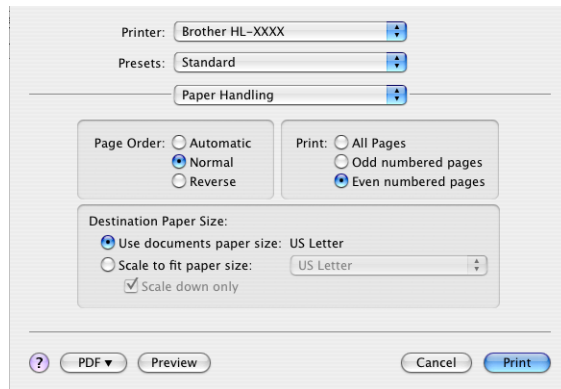 Printer: Brother HL-XXXX
Presets: Standard
Paper Handling
Page Order: Automatic
Normal
Reverse
Print: All Pages
Odd numbered pages
Even numbered pages
Destination Paper Size:
Use documents paper size: US Letter
Scale to fit paper size: US Letter
Scale down only
? PDF▼ Preview Cancel Print